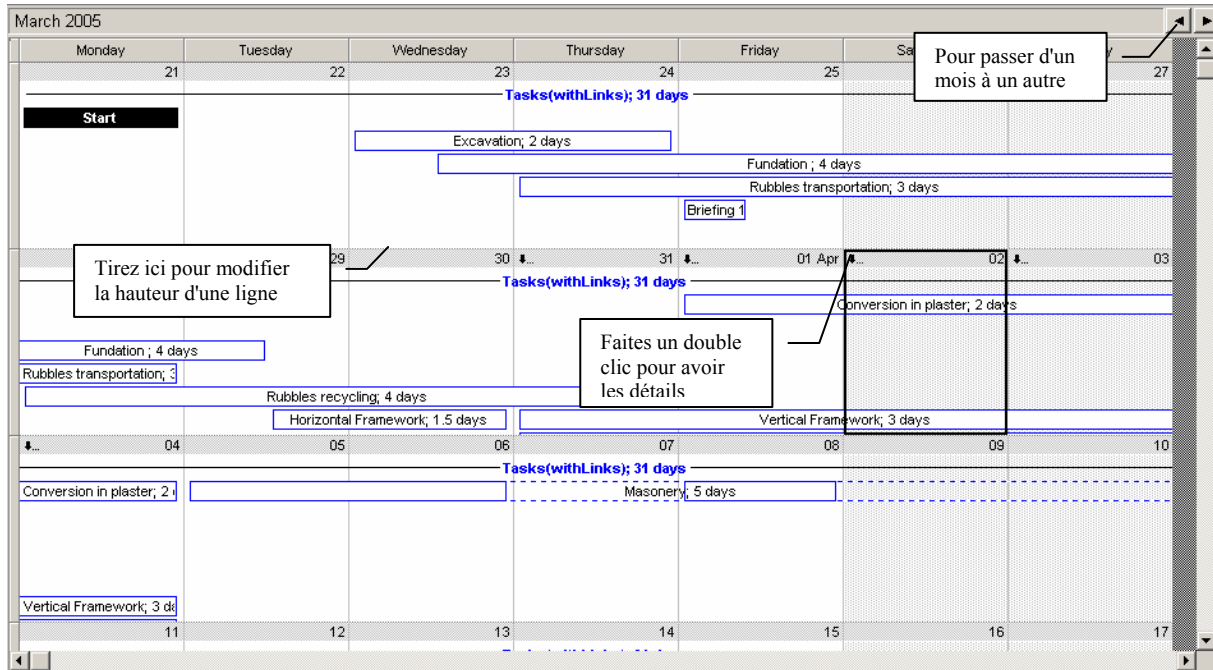 March 2005
Monday Tuesday Wednesday Thursday Friday
Pour passer d'un
mois à un autre
21 22 23 24 25 27
Tasks(withLinks); 31 days
Start
Excavation; 2 days
Fundation ; 4 days
Rubbles transportation; 3 days
Briefing 1
Tirez ici pour modifier
la hauteur d'une ligne
29 30 ... 31 ... 01 Apr ... 02 ... 03
Tasks(withLinks); 31 days
Conversion in plaster; 2 days
Faites un double
clic pour avoir
les détails
Fundation ; 4 days
Rubbles transportation; 3
Rubbles recycling; 4 days
Horizontal Framework; 1.5 days Vertical Framework; 3 days
... 04 05 06 07 08 09 10
Tasks(withLinks); 31 days
Conversion in plaster; 2 Masonery; 5 days
Vertical Framework; 3 da
11 12 13 14 15 16 17